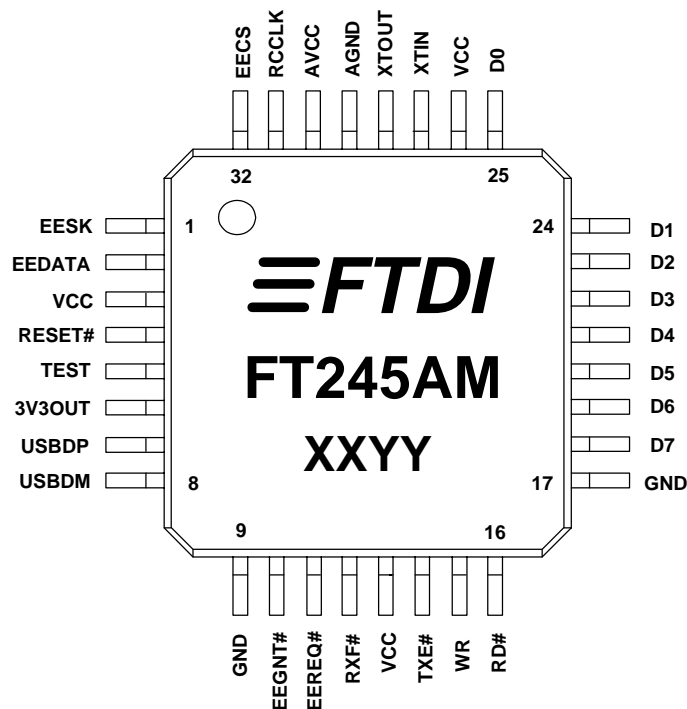 EECS
RCCLK
AVCC
AGND
XTOUT
XTIN
VCC
D0
32
25
EESK
1
24
D1
EEDATA
D2
VCC
D3
RESET#
D4
TEST
D5
3V3OUT
D6
USBDP
D7
USBDM
8
17
GND
FTDI
FT245AM
XXYY
9
16
GND
EEGNT#
EEREQ#
RXF#
VCC
TXE#
WR
RD#